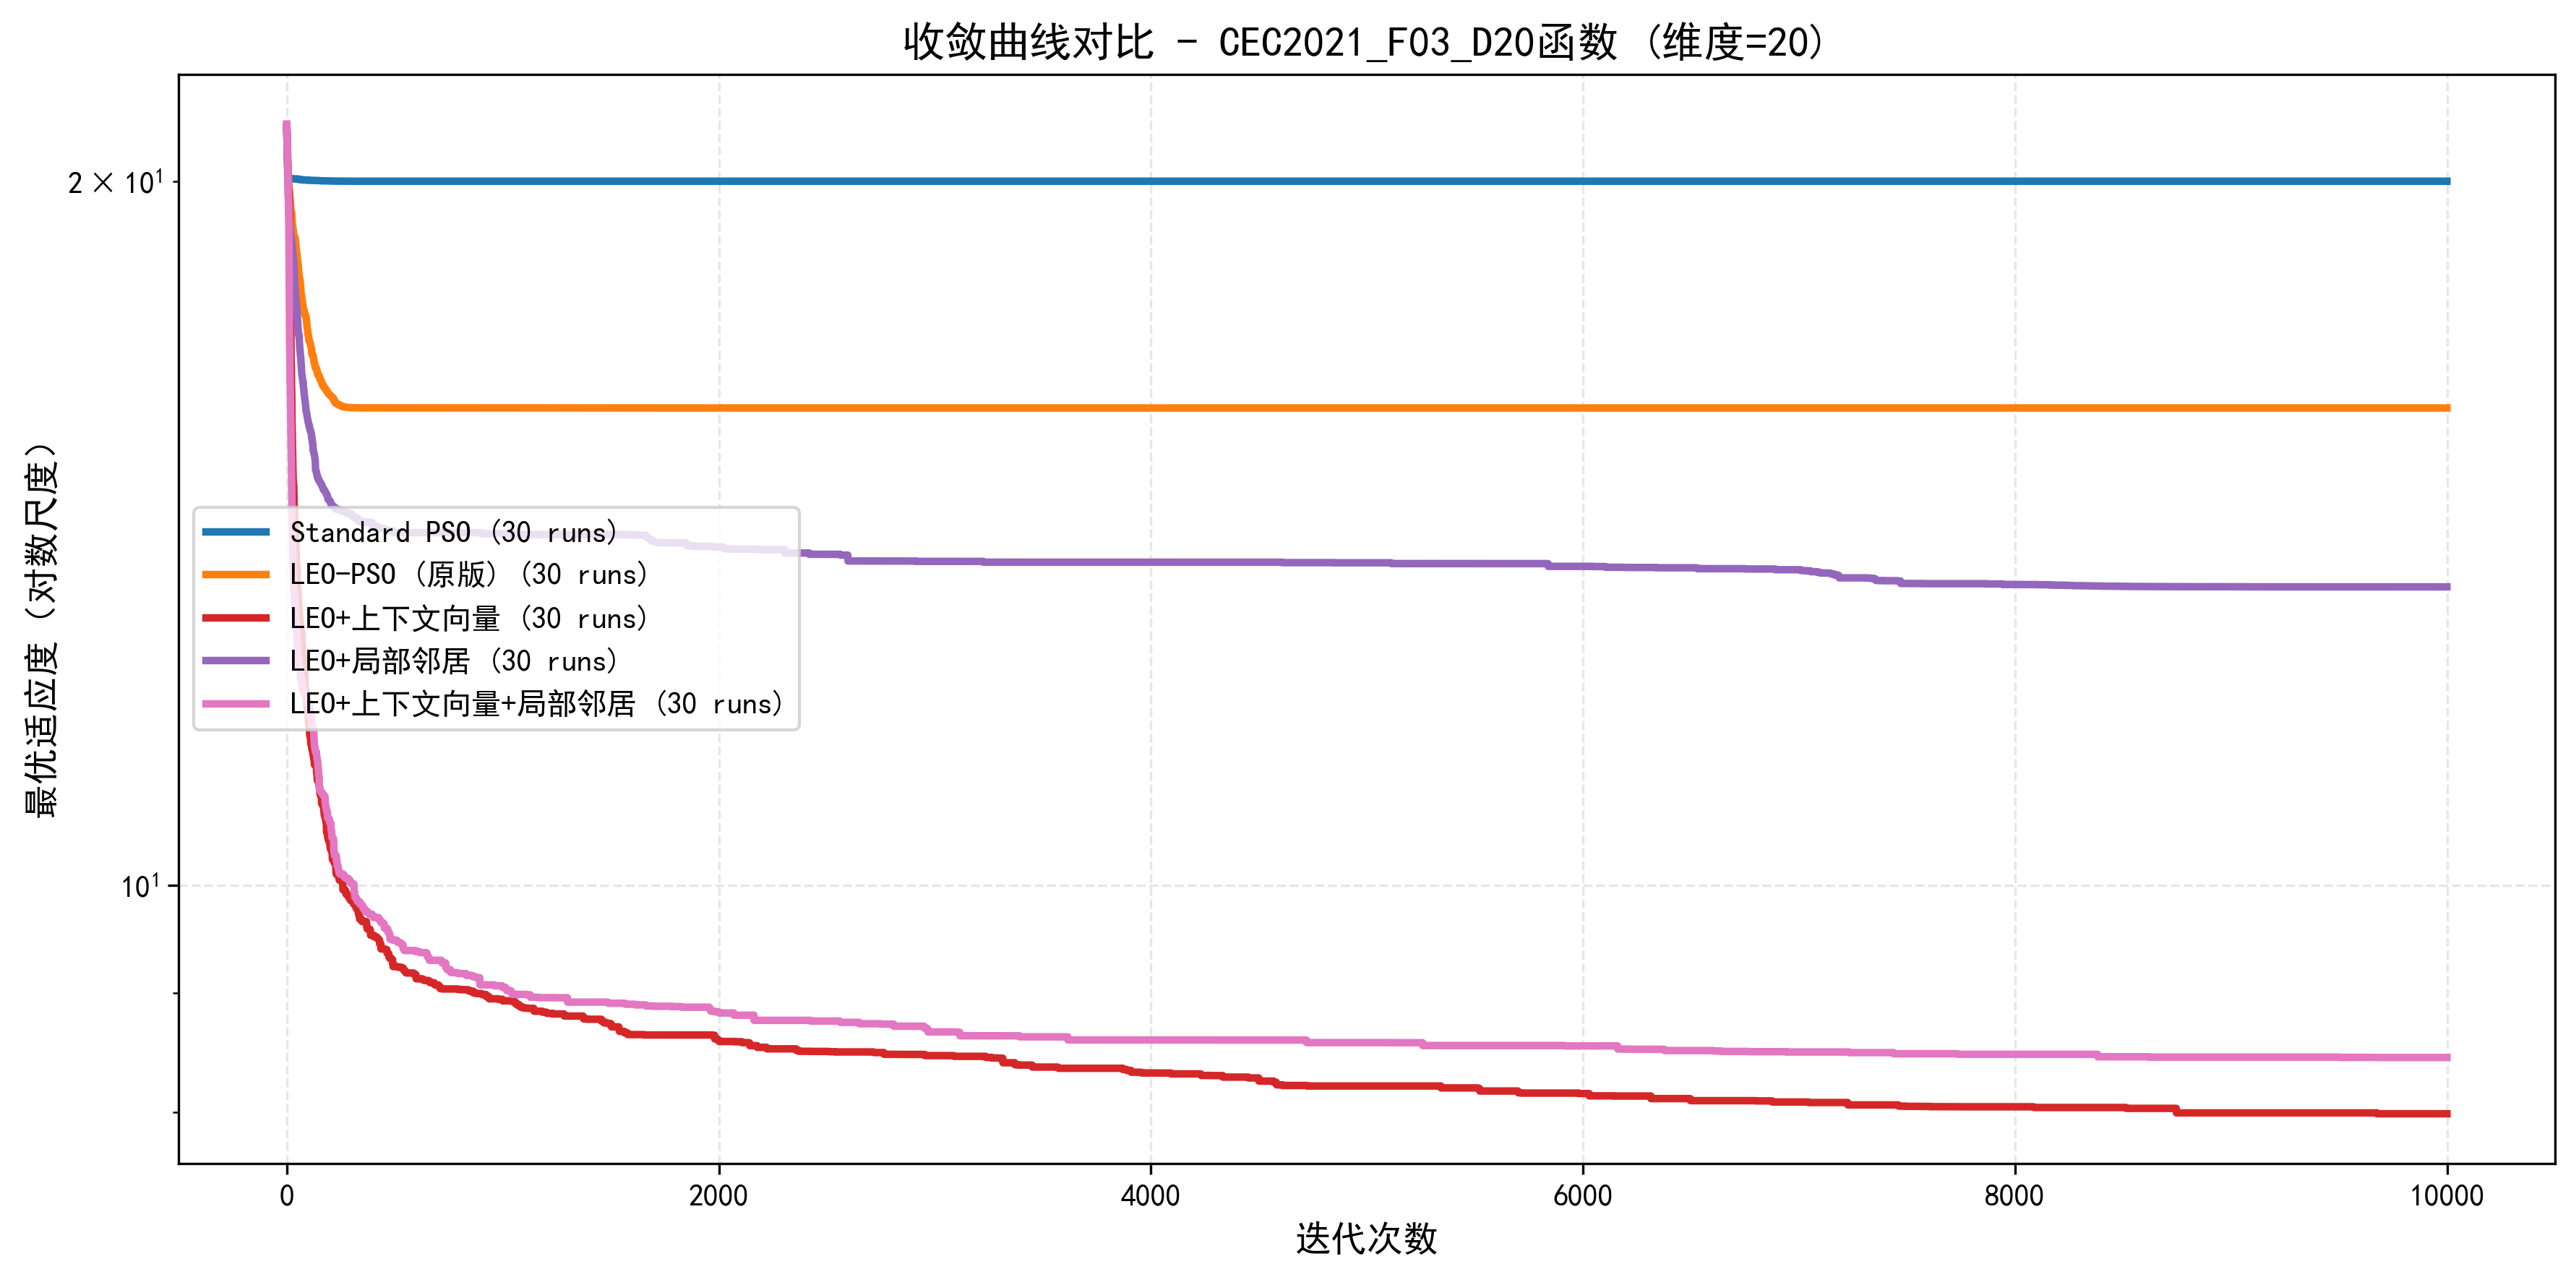 收敛曲线对比 - CEC2021_F03_D20函数 (维度=20)
最优适应度 (对数尺度)
2 × 10¹
10¹
Standard PSO (30 runs)
LEO-PSO (原版) (30 runs)
LEO+上下文向量 (30 runs)
LEO+局部邻居 (30 runs)
LEO+上下文向量+局部邻居 (30 runs)
0 2000 4000 6000 8000 10000
迭代次数